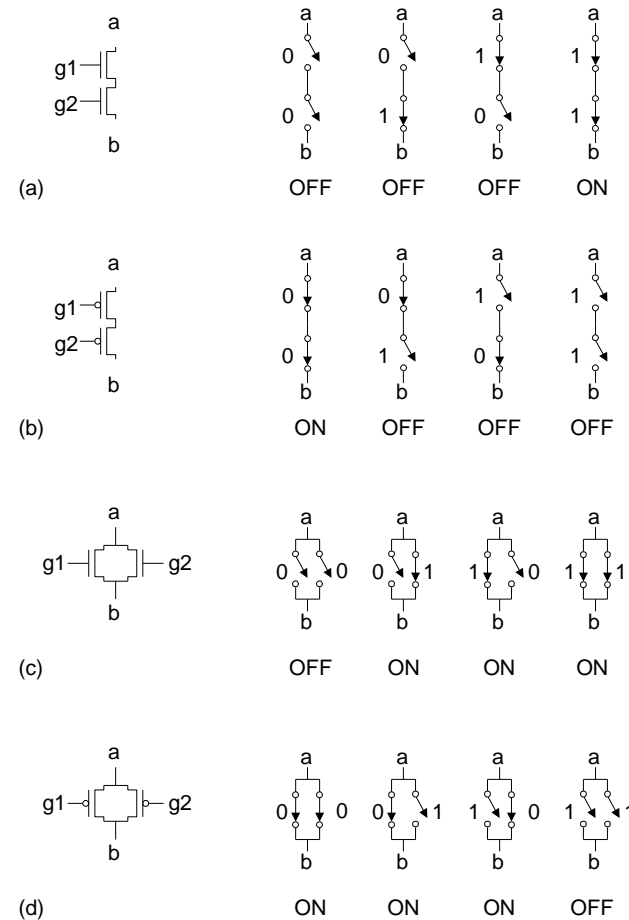 a a a a a
g1 0 0 1 1
g2 0 1 0 1
b b b b b
(a) OFF OFF OFF ON
a a a a a
g1 0 0 1 1
g2 0 1 0 1
b b b b b
(b) ON OFF OFF OFF
a a a a a
g1 g2 0 0 0 1 1 0 1 1
b b b b b
(c) OFF ON ON ON
a a a a a
g1 g2 0 0 0 1 1 0 1 1
b b b b b
(d) ON ON ON OFF